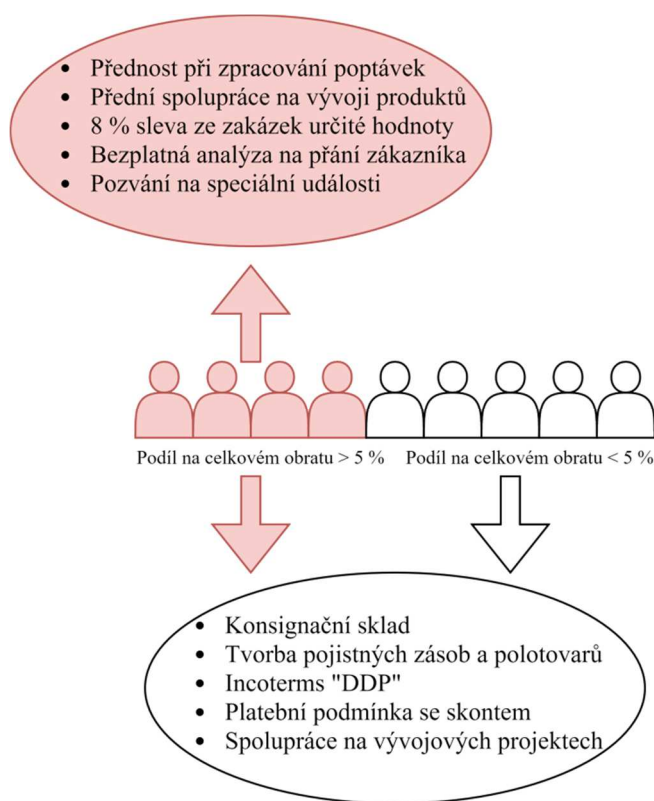 • Přednost při zpracování poptávek
• Přední spolupráce na vývoji produktů
• 8 % sleva ze zakázek určité hodnoty
• Bezplatná analýza na přání zákazníka
• Pozvání na speciální události
Podíl na celkovém obratu > 5 %
Podíl na celkovém obratu < 5 %
• Konsignační sklad
• Tvorba pojistných zásob a polotovarů
• Incoterms "DDP"
• Platební podmínka se skontem
• Spolupráce na vývojových projektech